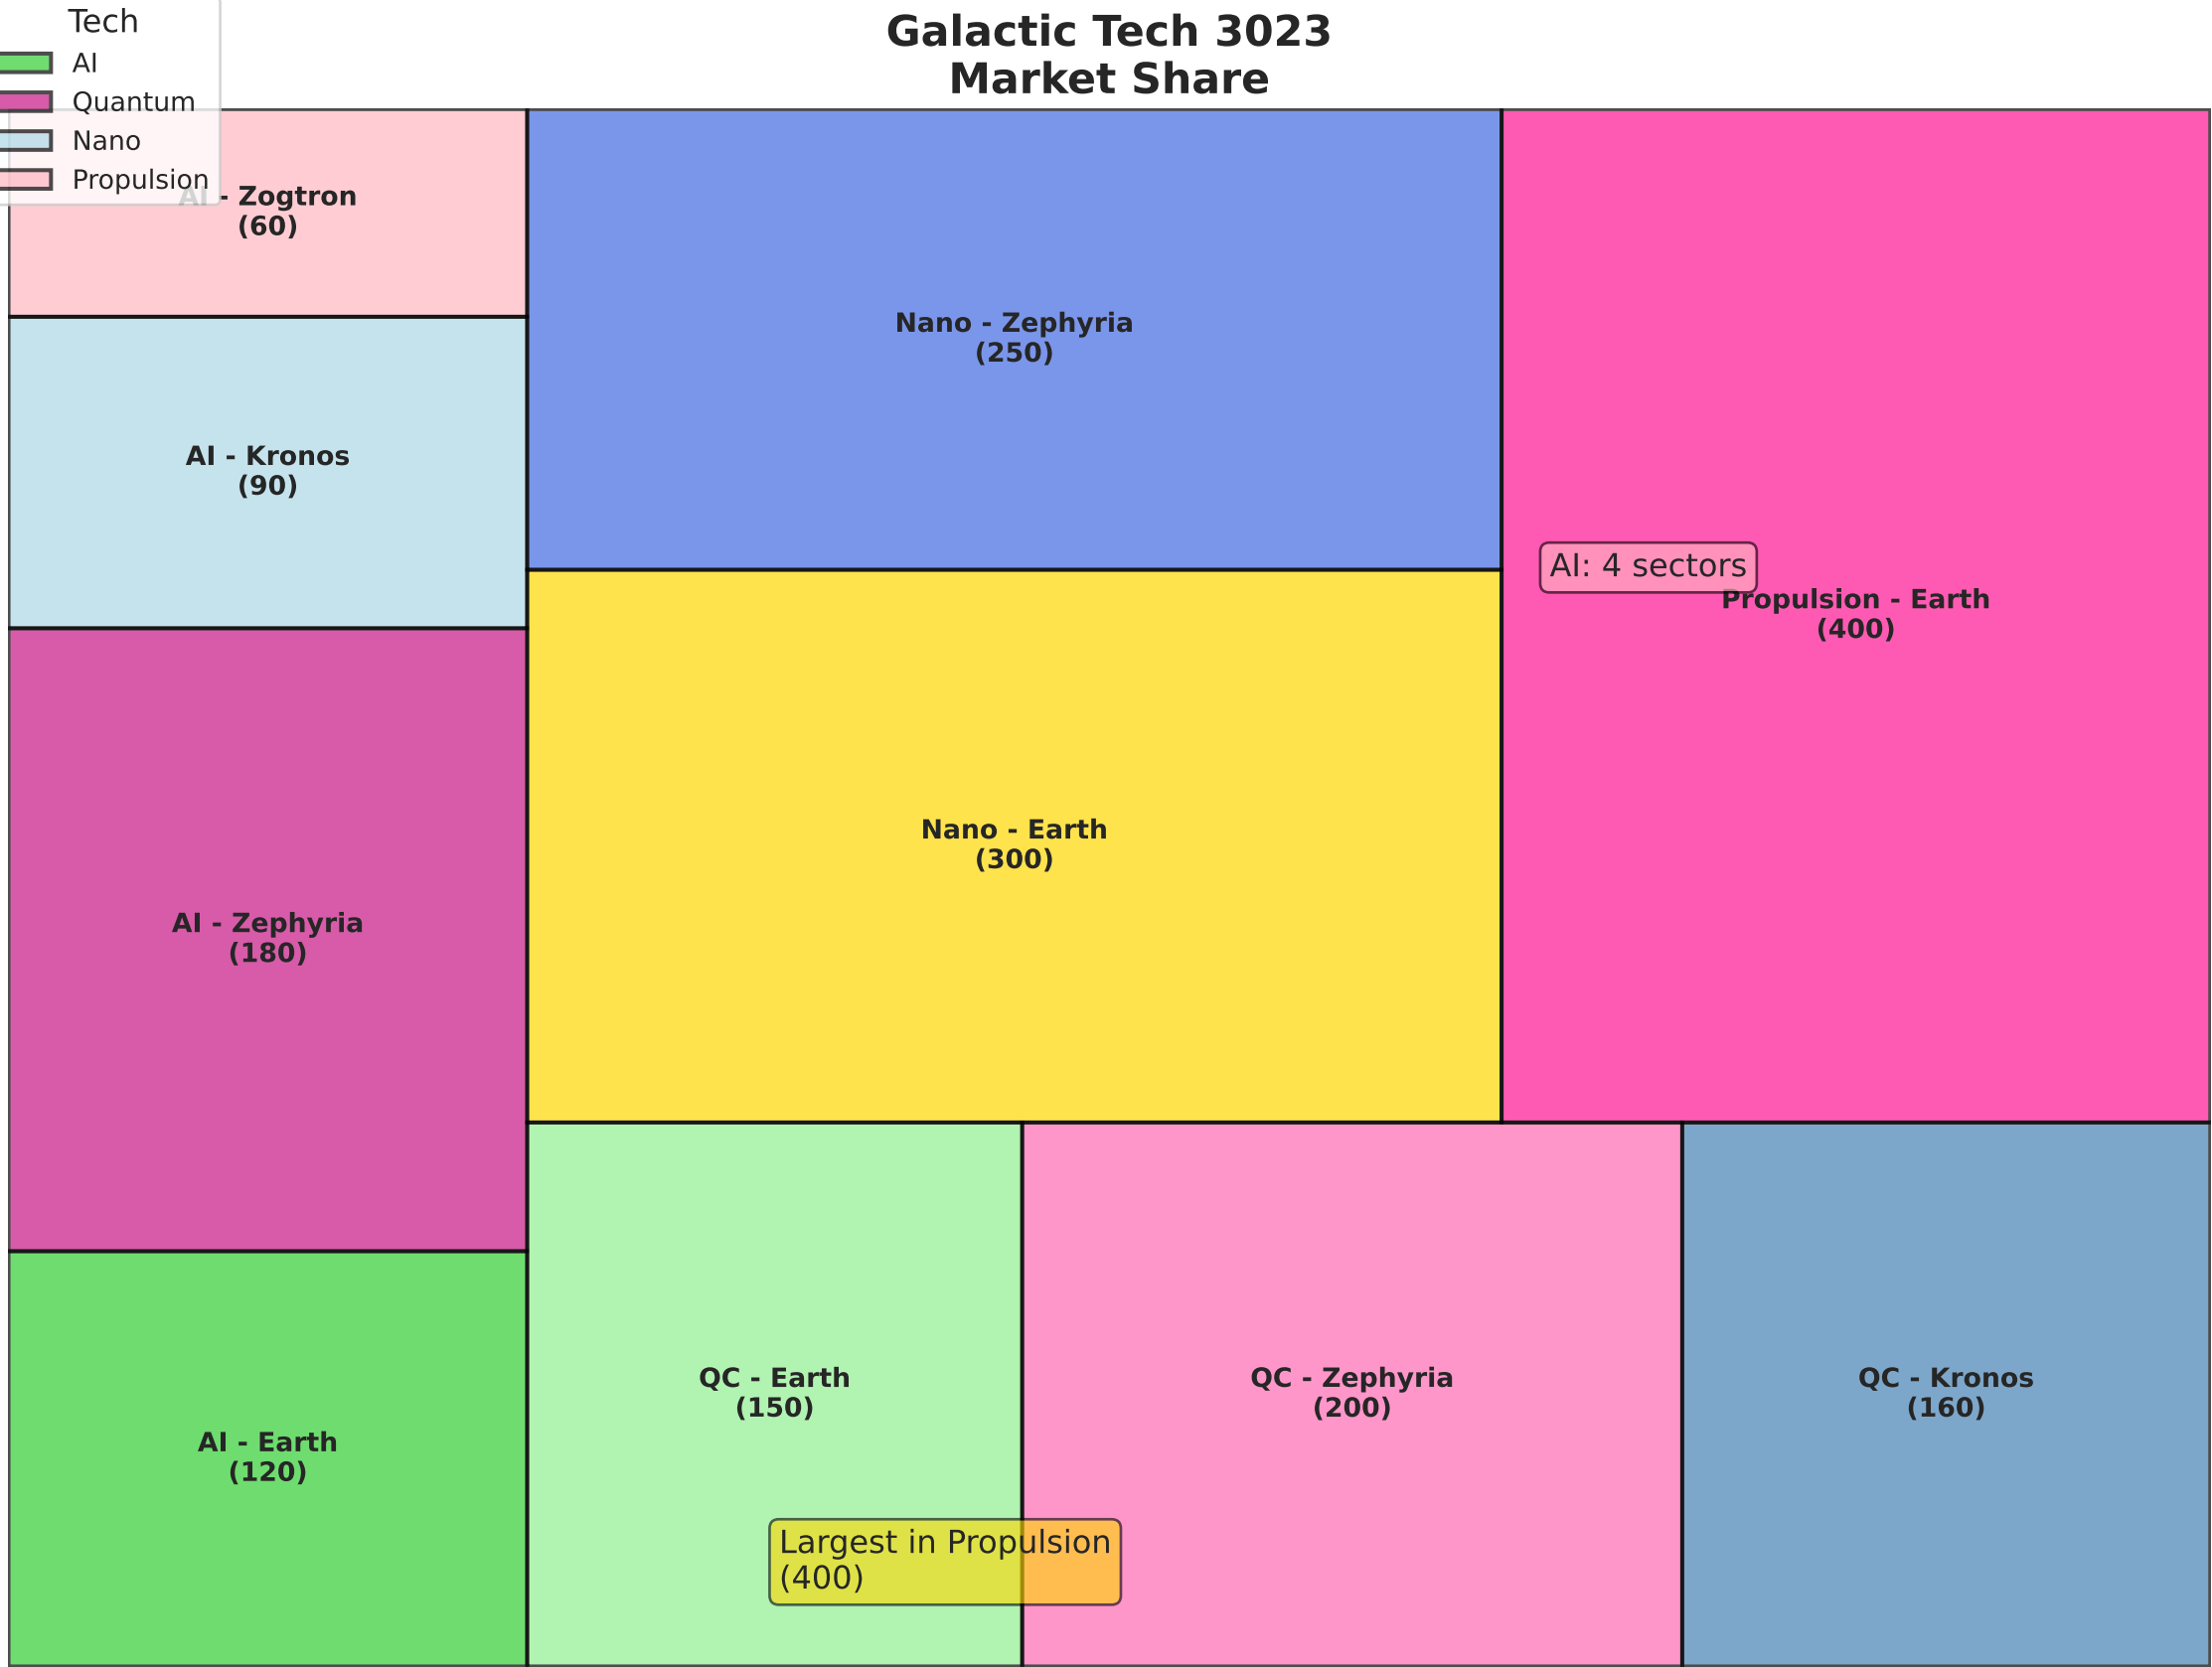 Galactic Tech 3023
Market Share
Tech
AI
Quantum
Nano
Propulsion
AI - Zogtron
(60)
Nano - Zephyria
(250)
AI - Kronos
(90)
AI: 4 sectors
Propulsion - Earth
(400)
Nano - Earth
(300)
AI - Zephyria
(180)
QC - Earth
(150)
QC - Zephyria
(200)
QC - Kronos
(160)
AI - Earth
(120)
Largest in Propulsion
(400)